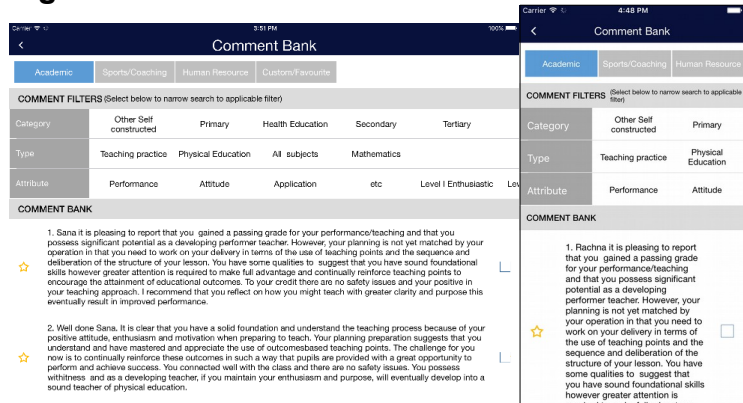 Carrier
3:51 PM
100%
Comment Bank
Academic
Sports/Coaching
Human Resource
Custom/Favourite
COMMENT FILTERS (Select below to narrow search to applicable filter)
Category
Other Self
constructed
Primary
Health Education
Secondary
Tertiary
Type
Teaching practice
Physical Education
All subjects
Mathematics
Attribute
Performance
Attitude
Application
etc
Level I Enthusiastic
Lev
COMMENT BANK
1. Sana it is pleasing to report that you gained a passing grade for your performance/teaching and that you
possess significant potential as a developing performer teacher. However, your planning is not yet matched by your
operation in that you need to work on your delivery in terms of the use of teaching points and the sequence and
deliberation of the structure of your lesson. You have some qualities to suggest that you have sound foundational
skills however greater attention is required to make full advantage and continually reinforce teaching points to
encourage the attainment of educational outcomes. To your credit there are no safety issues and your positive in
your teaching approach. I recommend that you reflect on how you might teach with greater clarity and purpose this
eventually result in improved performance.
2. Well done Sana. It is clear that you have a solid foundation and understand the teaching process because of your
positive attitude, enthusiasm and motivation when preparing to teach. Your planning preparation suggests that you
understand and have mastered and appreciate the use of outcomesbased teaching points. The challenge for you
now is to continually reinforce these outcomes in such a way that pupils are provided with a great opportunity to
perform and achieve success. You connected well with the class and there are no safety issues. You possess
withitness and as a developing teacher, if you maintain your enthusiasm and purpose, will eventually develop into a
sound teacher of physical education.
Carrier
4:48 PM
Comment Bank
Academic
Sports/Coaching
Human Resource
COMMENT FILTERS (Select below to narrow search to applicable
filter)
Category
Other Self
constructed
Primary
Type
Teaching practice
Physical
Education
Attribute
Performance
Attitude
COMMENT BANK
1. Rachna it is pleasing to report
that you gained a passing grade
for your performance/teaching
and that you possess significant
potential as a developing
performer teacher. However, your
planning is not yet matched by
your operation in that you need to
work on your delivery in terms of
the use of teaching points and the
sequence and deliberation of the
structure of your lesson. You have
some qualities to suggest that
you have sound foundational skills
however greater attention is